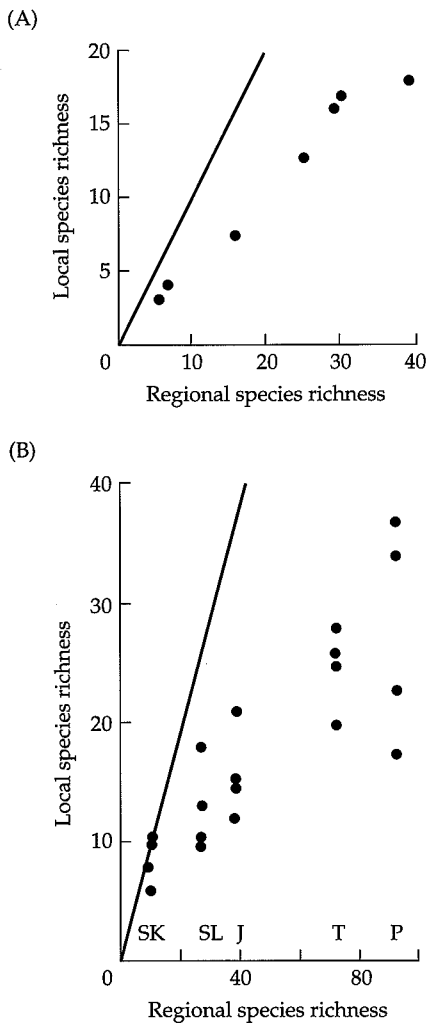 (A)
20
15
10
5
0
10 20 30 40
Local species richness
Regional species richness
(B)
40
30
20
10
SK SL J T P
0 40 80
Local species richness
Regional species richness